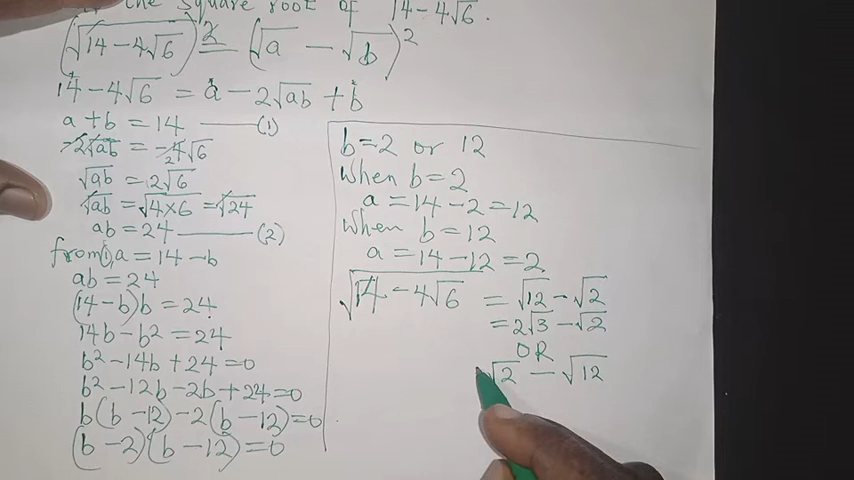 the square root of 14-4√6.
(√(14-4√6))² = (√a - √b)²
14-4√6 = a - 2√ab + b
a + b = 14 —— (1)
-2√ab = -4√6
2
√ab = 2√6
√ab = √4×6 = √24
ab = 24 —— (2)
from (1), a = 14 - b
ab = 24
(14-b)b = 24
14b - b² = 24
b² - 14b + 24 = 0
b² - 12b - 2b + 24 = 0
b(b-12) - 2(b-12) = 0
(b-2)(b-12) = 0
b = 2 or 12
When b = 2
a = 14 - 2 = 12
When b = 12
a = 14 - 12 = 2
√(14-4√6) = √12 - √2
= 2√3 - √2
OR
√2 - √12